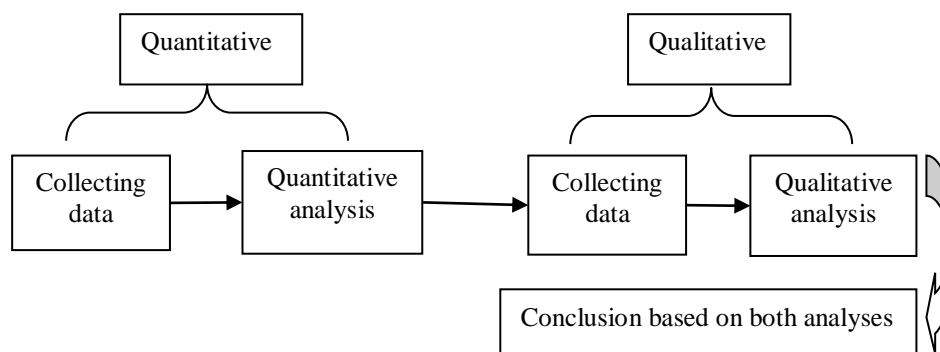 Quantitative
Qualitative
Collecting
data
Quantitative
analysis
Collecting
data
Qualitative
analysis
Conclusion based on both analyses